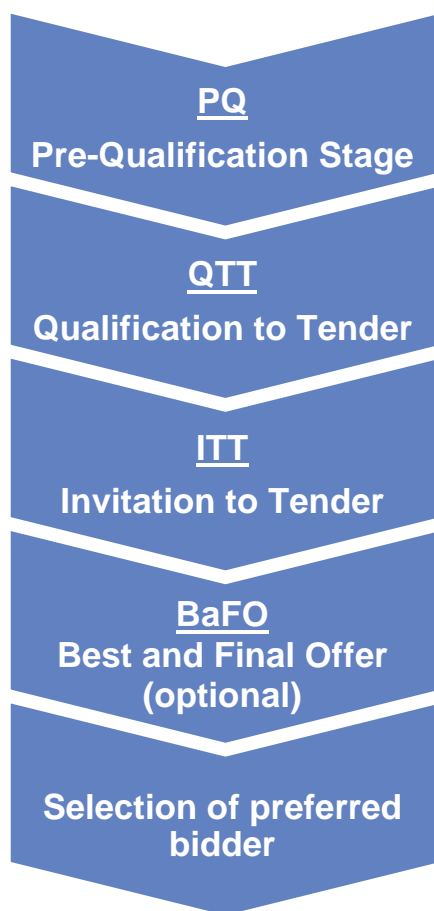 PQ
Pre-Qualification Stage
QTT
Qualification to Tender
ITT
Invitation to Tender
BaFO
Best and Final Offer
(optional)
Selection of preferred
bidder